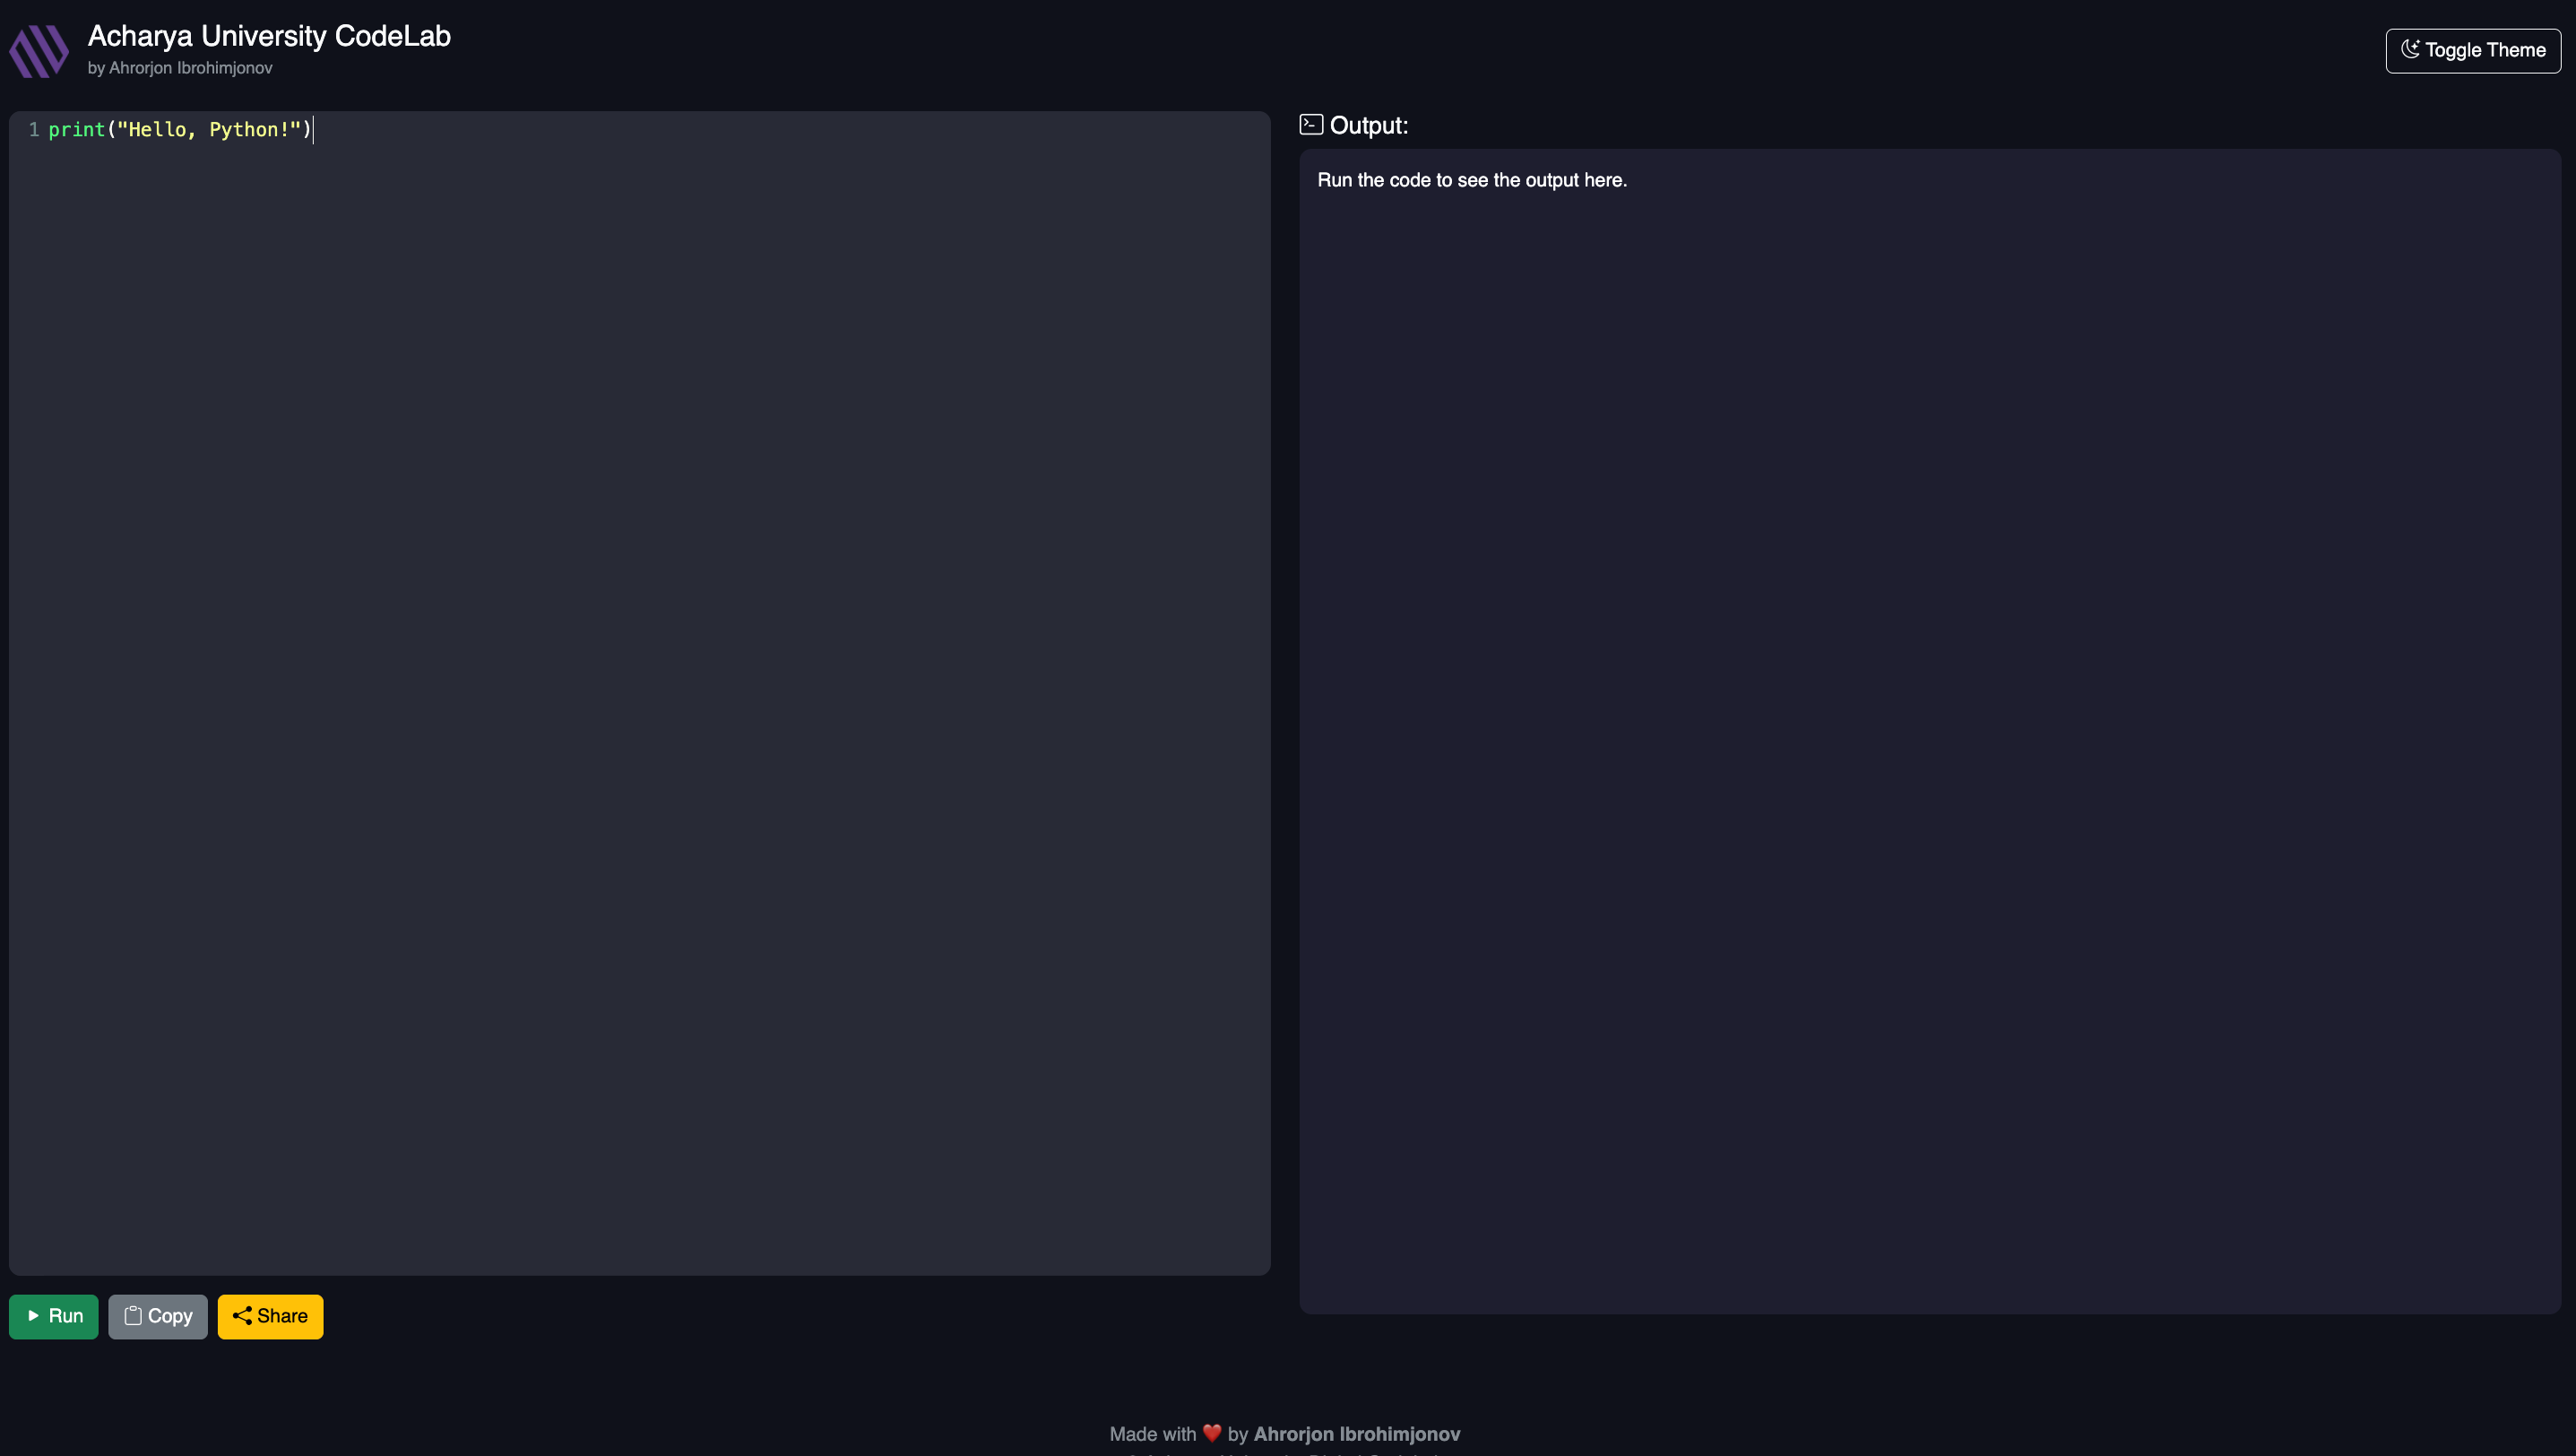 Acharya University CodeLab
by Ahrorjon Ibrohimjonov
Toggle Theme
1 print("Hello, Python!")
Output:
Run the code to see the output here.
Run
Copy
Share
Made with ❤️ by Ahrorjon Ibrohimjonov